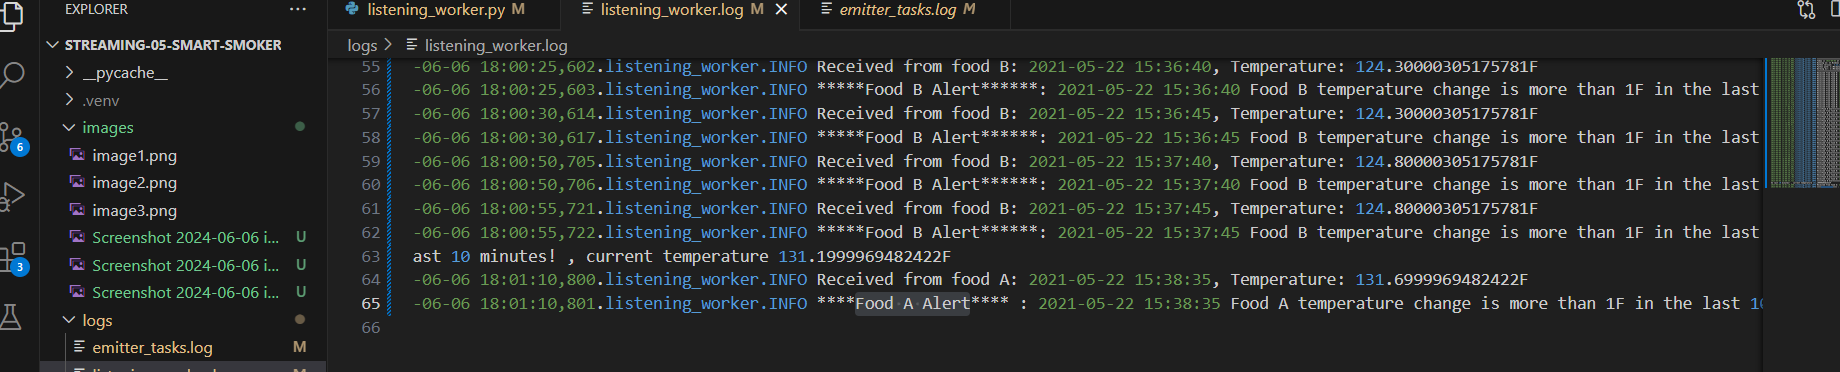 EXPLORER ...
listening_worker.py M
listening_worker.log M
emitter_tasks.log M
STREAMING-05-SMART-SMOKER
logs > listening_worker.log
__pycache__
.venv
images
image1.png
image2.png
image3.png
Screenshot 2024-06-06 i... U
Screenshot 2024-06-06 i... U
Screenshot 2024-06-06 i... U
logs
emitter_tasks.log M
6
3
55 -06-06 18:00:25,602.listening_worker.INFO Received from food B: 2021-05-22 15:36:40, Temperature: 124.30000305175781F
56 -06-06 18:00:25,603.listening_worker.INFO *****Food B Alert******: 2021-05-22 15:36:40 Food B temperature change is more than 1F in the last
57 -06-06 18:00:30,614.listening_worker.INFO Received from food B: 2021-05-22 15:36:45, Temperature: 124.30000305175781F
58 -06-06 18:00:30,617.listening_worker.INFO *****Food B Alert******: 2021-05-22 15:36:45 Food B temperature change is more than 1F in the last
59 -06-06 18:00:50,705.listening_worker.INFO Received from food B: 2021-05-22 15:37:40, Temperature: 124.80000305175781F
60 -06-06 18:00:50,706.listening_worker.INFO *****Food B Alert******: 2021-05-22 15:37:40 Food B temperature change is more than 1F in the last
61 -06-06 18:00:55,721.listening_worker.INFO Received from food B: 2021-05-22 15:37:45, Temperature: 124.80000305175781F
62 -06-06 18:00:55,722.listening_worker.INFO *****Food B Alert******: 2021-05-22 15:37:45 Food B temperature change is more than 1F in the last
63 ast 10 minutes! , current temperature 131.1999969482422F
64 -06-06 18:01:10,800.listening_worker.INFO Received from food A: 2021-05-22 15:38:35, Temperature: 131.6999969482422F
65 -06-06 18:01:10,801.listening_worker.INFO ****Food A Alert**** : 2021-05-22 15:38:35 Food A temperature change is more than 1F in the last 10
66